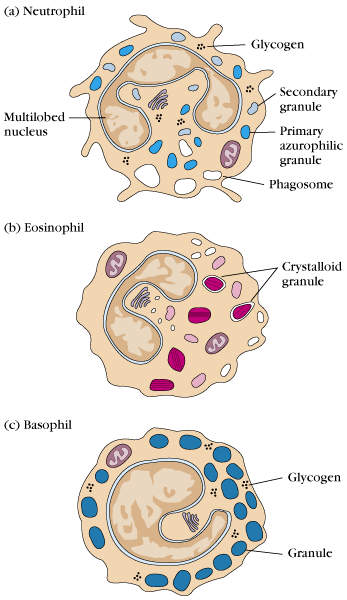 (a) Neutrophil
Glycogen
Secondary
granule
Multilobed
nucleus
Primary
azurophilic
granule
Phagosome
(b) Eosinophil
Crystalloid
granule
(c) Basophil
Glycogen
Granule